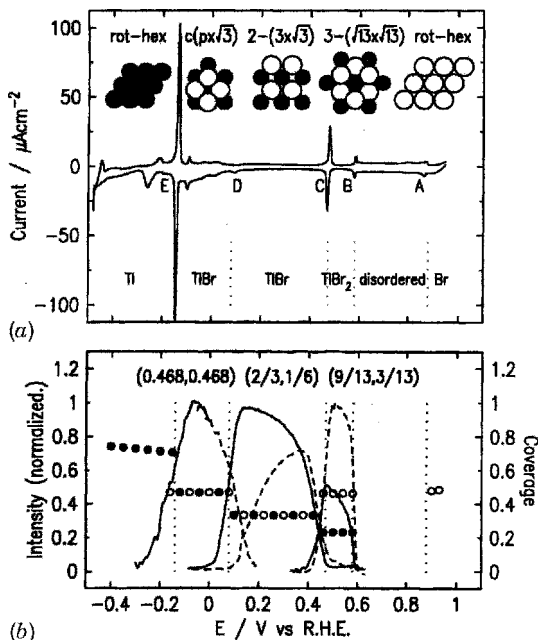 rot-hex c(px√3) 2-(3x√3) 3-(√13x√13) rot-hex
Current / μAcm⁻²
100
50
0
-50
-100
E D C B A
Tl TlBr TlBr TlBr₂ disordered Br
(a)
(0.468,0.468) (2/3,1/6) (9/13,3/13)
Intensity (normalized.)
1.2
1
0.8
0.6
0.4
0.2
0
1.2
1
0.8
0.6
0.4
0.2
0
Coverage
-0.4 -0.2 0 0.2 0.4 0.6 0.8 1
E / V vs R.H.E.
(b)